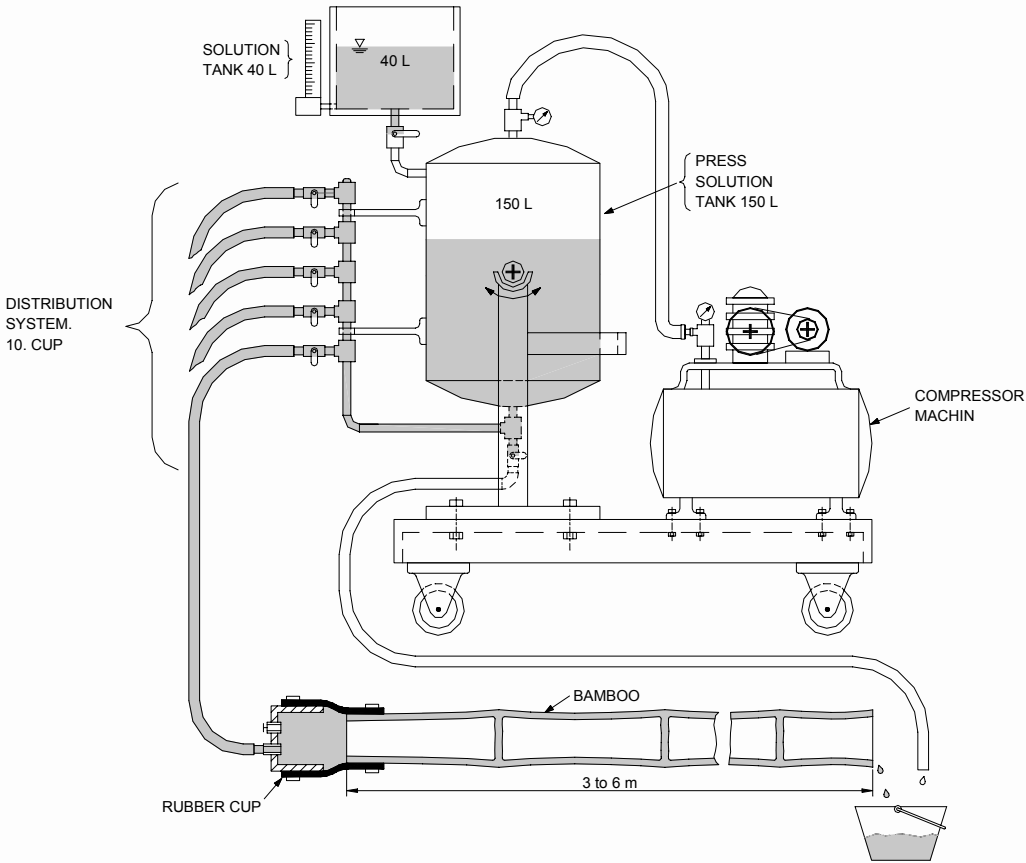 SOLUTION
TANK 40 L
40 L
PRESS
SOLUTION
TANK 150 L
150 L
DISTRIBUTION
SYSTEM.
10. CUP
COMPRESSOR
MACHIN
BAMBOO
3 to 6 m
RUBBER CUP